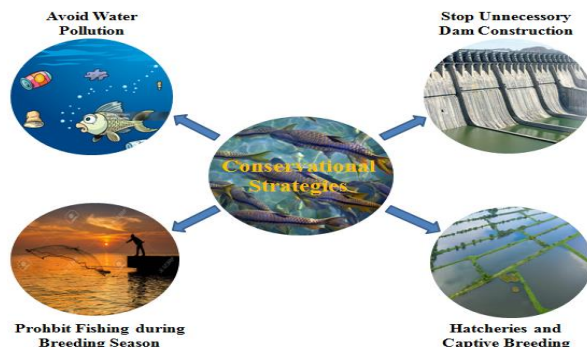 Avoid Water
Pollution
Stop Unnecessory
Dam Construction
Conservational
Strategies
Prohbit Fishing during
Breeding Season
Hatcheries and
Captive Breeding